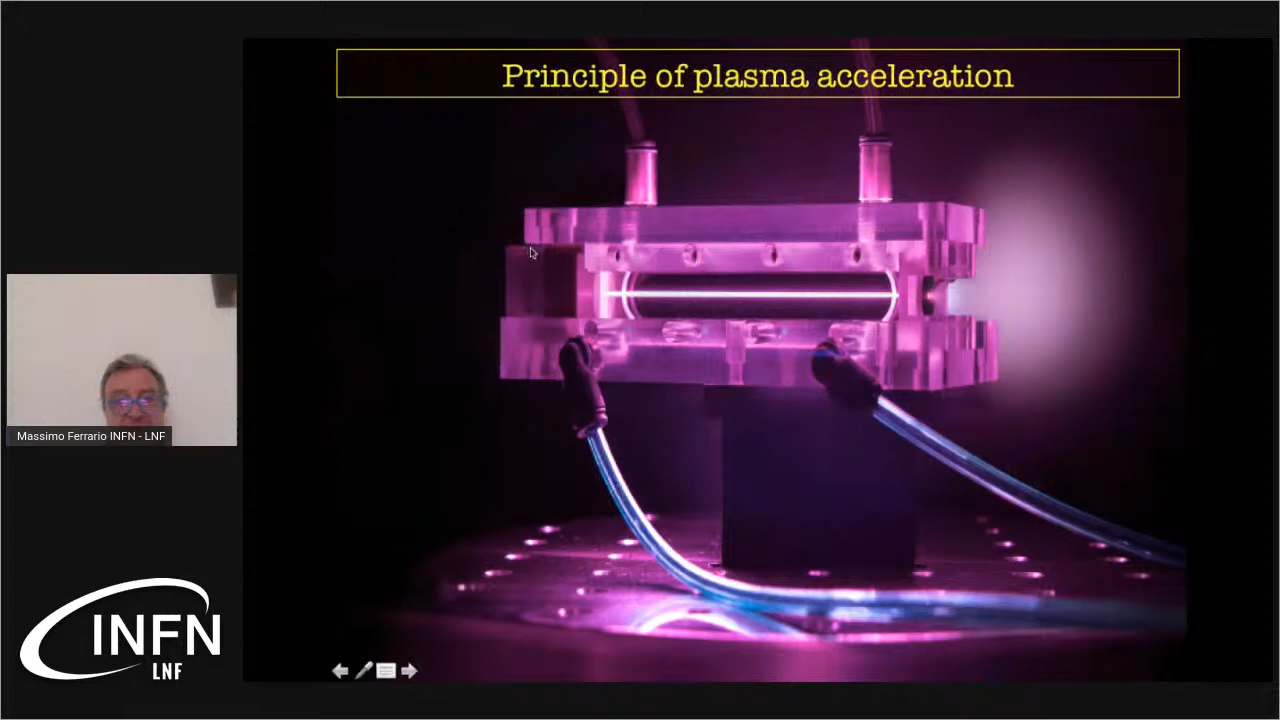 Principle of plasma acceleration
Massimo Ferrario INFN - LNF
INFN
LNF